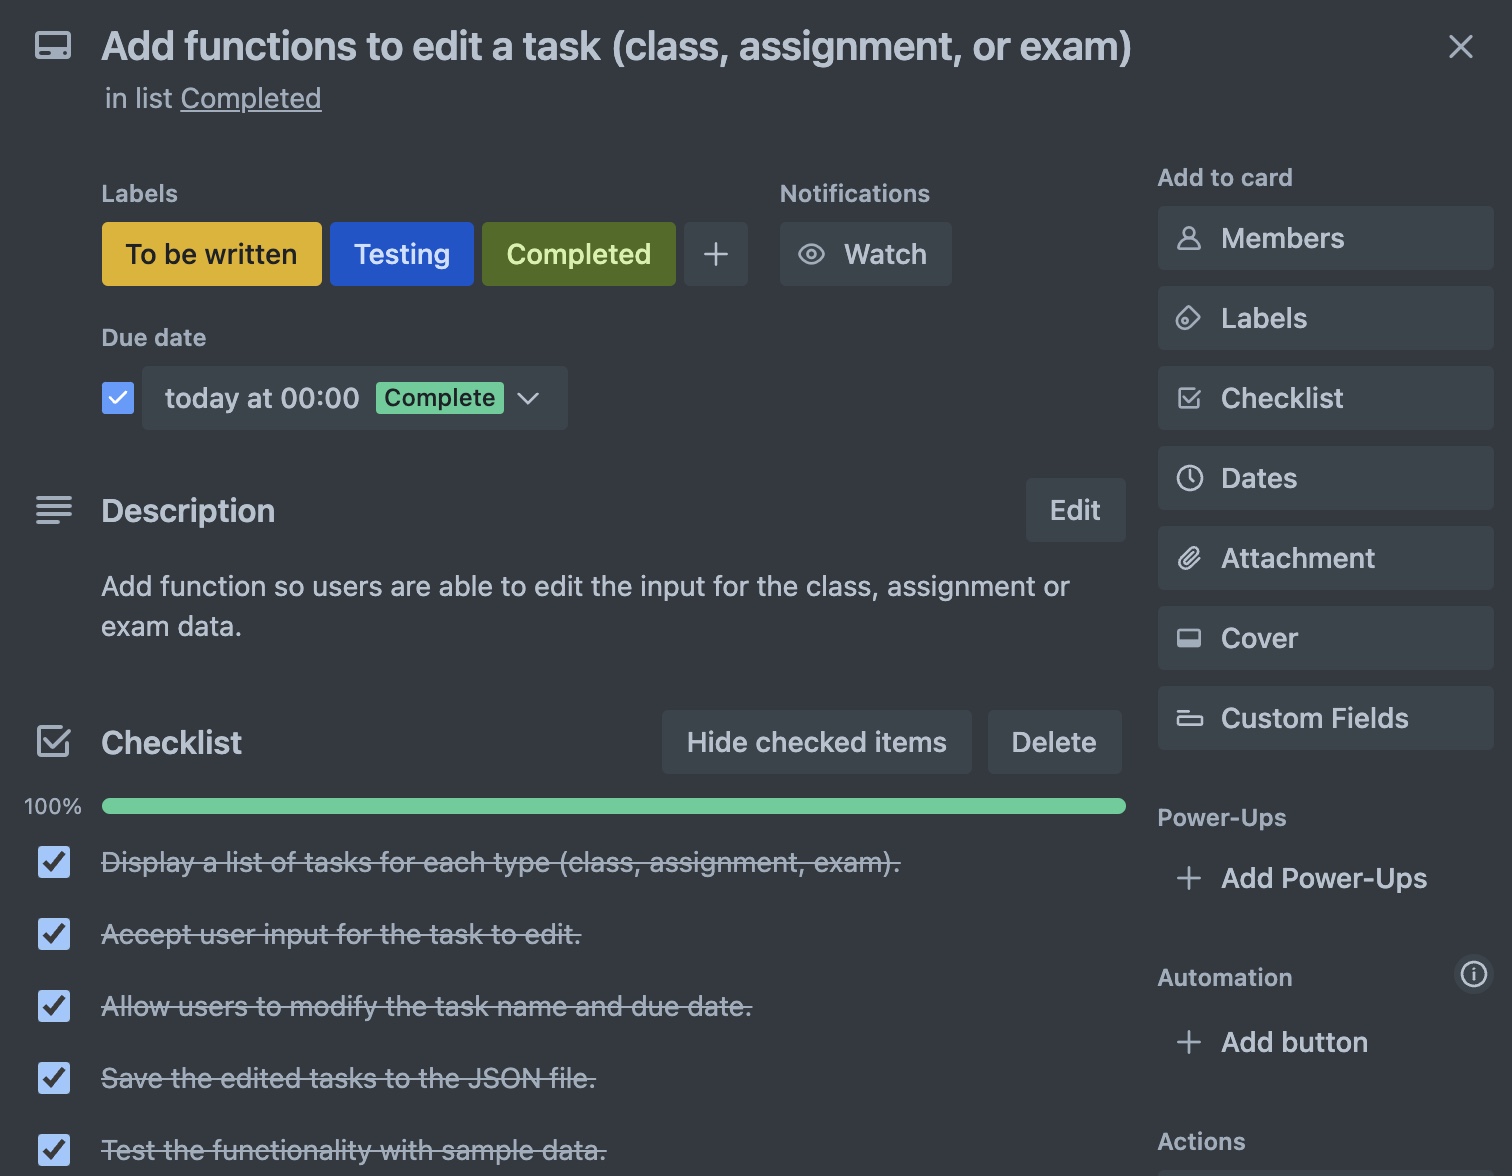 Add functions to edit a task (class, assignment, or exam)
in list Completed
Labels
To be written Testing Completed
Notifications
Watch
Due date
today at 00:00 Complete
Description
Edit
Add function so users are able to edit the input for the class, assignment or
exam data.
Checklist
Hide checked items Delete
100%
Display a list of tasks for each type (class, assignment, exam).
Accept user input for the task to edit.
Allow users to modify the task name and due date.
Save the edited tasks to the JSON file.
Test the functionality with sample data.
Add to card
Members
Labels
Checklist
Dates
Attachment
Cover
Custom Fields
Power-Ups
Add Power-Ups
Automation
Add button
Actions